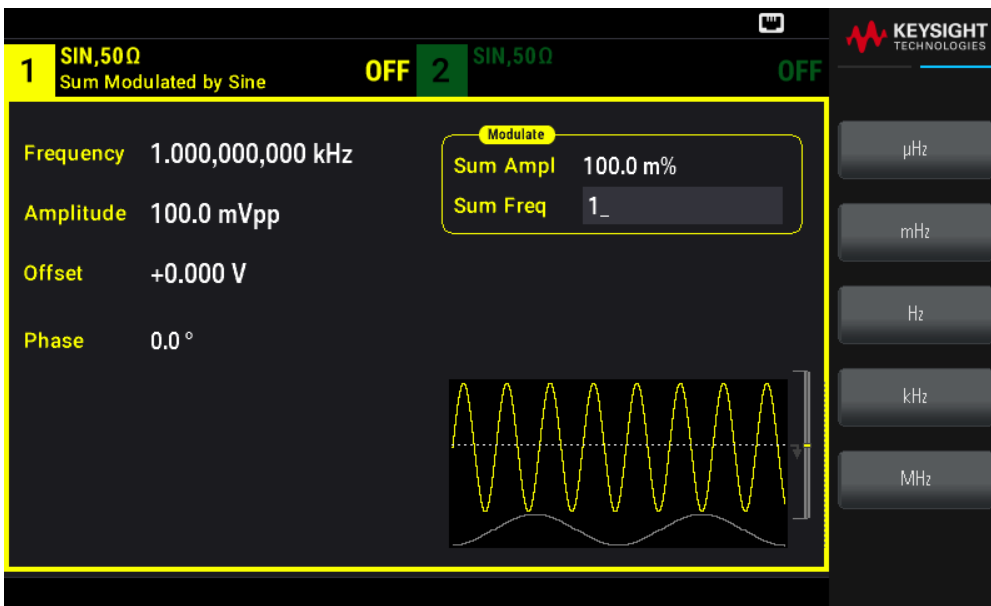 KEYSIGHT
TECHNOLOGIES
1 SIN,50Ω
Sum Modulated by Sine OFF
2 SIN,50Ω OFF
Frequency 1.000,000,000 kHz
Amplitude 100.0 mVpp
Offset +0.000 V
Phase 0.0 °
Modulate
Sum Ampl 100.0 m%
Sum Freq 1_
µHz
mHz
Hz
kHz
MHz